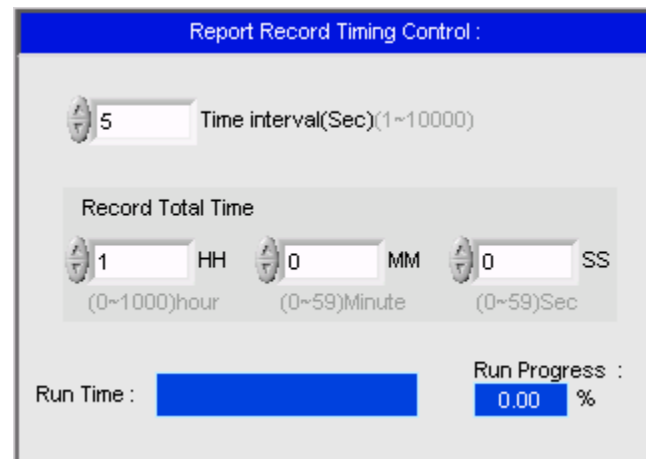 Report Record Timing Control :
5 Time interval(Sec)(1~10000)
Record Total Time
1 HH 0 MM 0 SS
(0~1000)hour (0~59)Minute (0~59)Sec
Run Progress :
Run Time : 0.00 %